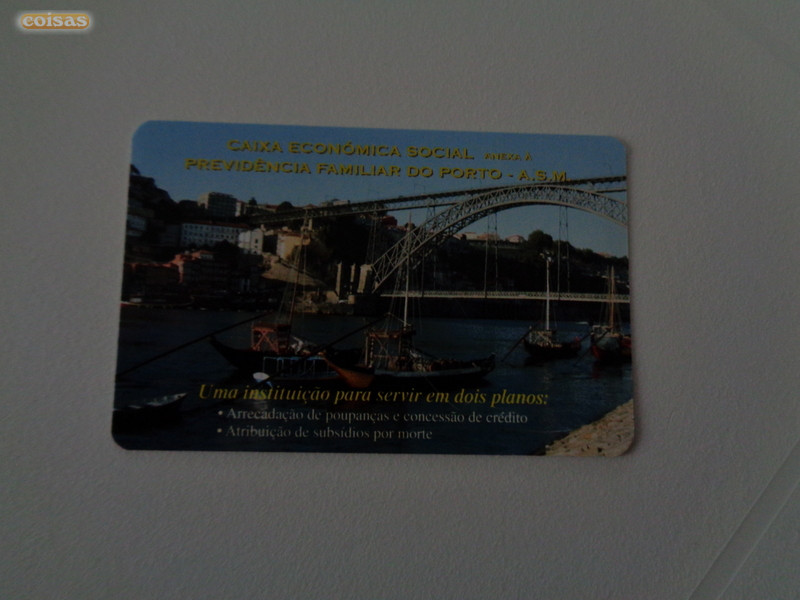 coisas
CAIXA ECONÓMICA SOCIAL ANEXA À
PREVIDÊNCIA FAMILIAR DO PORTO - A.S.M.
Uma instituição para servir em dois planos:
• Arrecadação de poupanças e concessão de crédito
• Atribuição de subsídios por morte